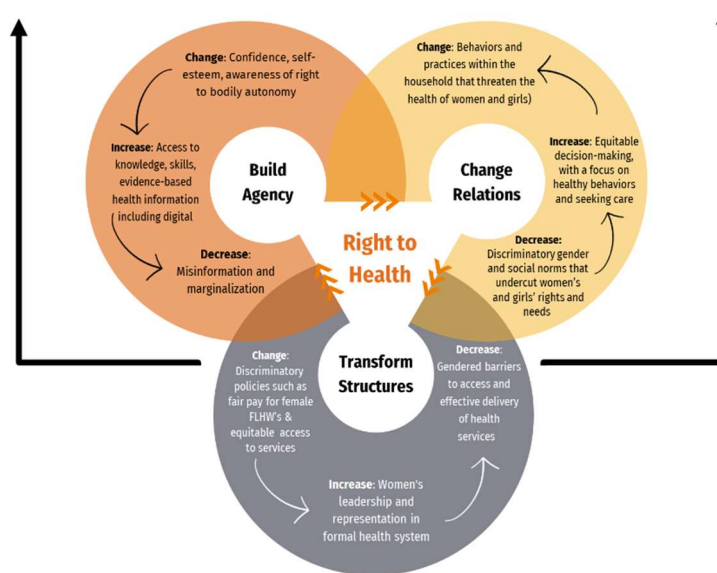 Change: Confidence, self-
esteem, awareness of right
to bodily autonomy
Increase: Access to
knowledge, skills,
evidence-based
health information
including digital
Decrease:
Misinformation and
marginalization
Build
Agency
Change: Behaviors and
practices within the
household that threaten the
health of women and girls)
Increase: Equitable
decision-making,
with a focus on
healthy behaviors
and seeking care
Decrease:
Discriminatory gender
and social norms that
undercut women's
and girls' rights and
needs
Change
Relations
Right to
Health
Transform
Structures
Change:
Discriminatory
policies such as
fair pay for female
FLHW's &
equitable access
to services
Increase: Women's
leadership and
representation in
formal health system
Decrease:
Gendered barriers
to access and
effective delivery
of health
services